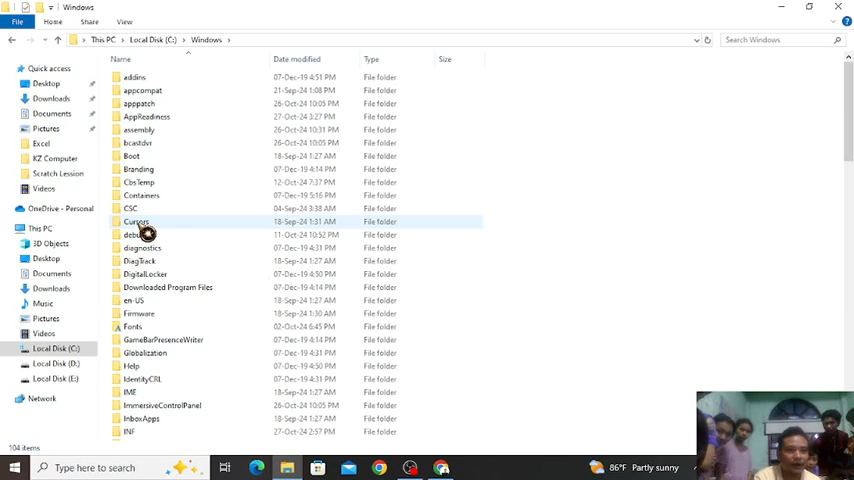 Windows
File Home Share View
This PC > Local Disk (C:) > Windows >
Search Windows
Name Date modified Type Size
Quick access
Desktop
Downloads
Documents
Pictures
Excel
KZ Computer
Scratch Lession
Videos
OneDrive - Personal
This PC
3D Objects
Desktop
Documents
Downloads
Music
Pictures
Videos
Local Disk (C:)
Local Disk (D:)
Local Disk (E:)
Network
addins 07-Dec-19 4:51 PM File folder
appcompat 21-Sep-24 1:08 PM File folder
apppatch 26-Oct-24 10:05 PM File folder
AppReadiness 27-Oct-24 3:27 PM File folder
assembly 26-Oct-24 10:31 PM File folder
bcastdvr 26-Oct-24 10:05 PM File folder
Boot 18-Sep-24 1:27 AM File folder
Branding 07-Dec-19 4:14 PM File folder
CbsTemp 12-Oct-24 7:37 PM File folder
Containers 07-Dec-19 5:16 PM File folder
CSC 04-Sep-24 3:38 AM File folder
Cursors 18-Sep-24 1:31 AM File folder
debug 11-Oct-24 10:52 PM File folder
diagnostics 07-Dec-19 4:31 PM File folder
DiagTrack 18-Sep-24 1:27 AM File folder
DigitalLocker 07-Dec-19 4:50 PM File folder
Downloaded Program Files 07-Dec-19 4:14 PM File folder
en-US 18-Sep-24 1:27 AM File folder
Firmware 18-Sep-24 1:30 AM File folder
Fonts 02-Oct-24 6:45 PM File folder
GameBarPresenceWriter 07-Dec-19 4:14 PM File folder
Globalization 07-Dec-19 4:31 PM File folder
Help 07-Dec-19 4:50 PM File folder
IdentityCRL 07-Dec-19 4:31 PM File folder
IME 18-Sep-24 1:27 AM File folder
ImmersiveControlPanel 26-Oct-24 10:05 PM File folder
InboxApps 18-Sep-24 1:27 AM File folder
INF 27-Oct-24 2:57 PM File folder
104 items
Type here to search
86°F Partly sunny